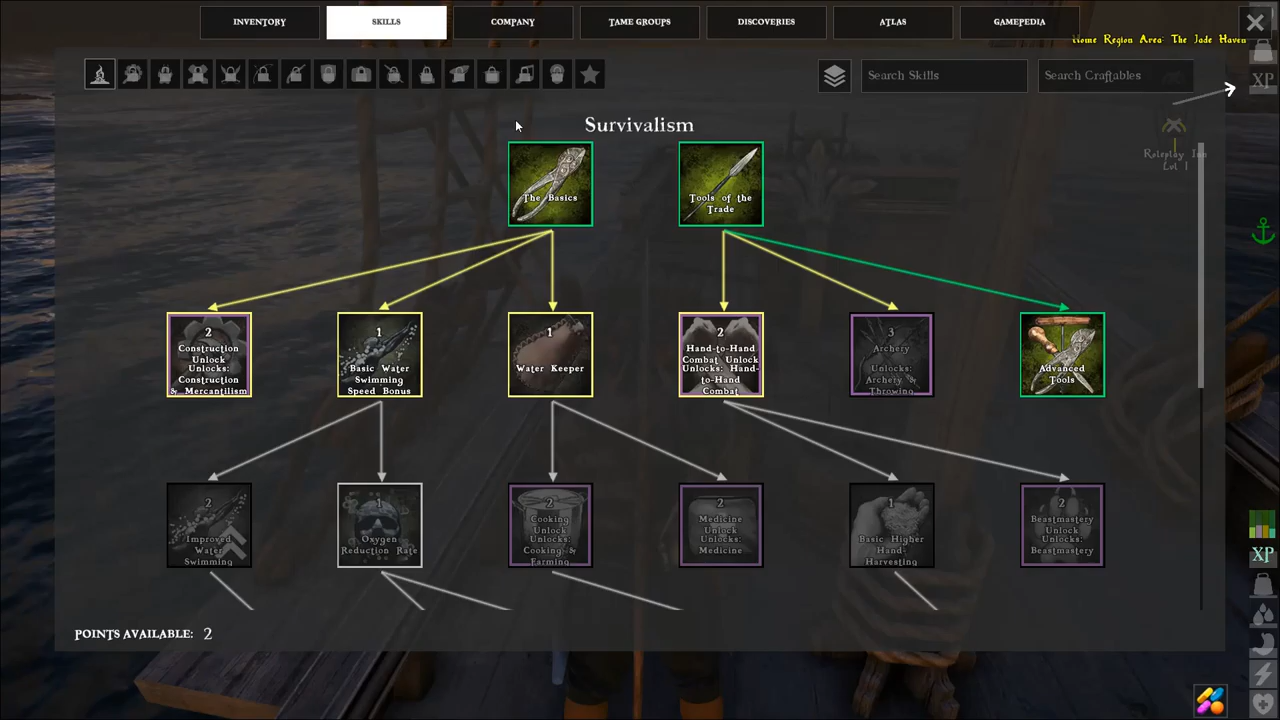 INVENTORY
SKILLS
COMPANY
TAME GROUPS
DISCOVERIES
ATLAS
GAMEPEDIA
Home Region Area: The Jade Haven
XP
Search Skills
Search Craftables
Survivalism
Roleplay Inn
Lvl 1
The Basics
Tools of the
Trade
2
Construction
Unlock
Unlocks:
Construction
& Mercantilism
1
Basic Water
Swimming
Speed Bonus
1
Water Keeper
2
Hand-to-Hand
Combat Unlock
Unlocks: Hand-
to-Hand
Combat
3
Archery
Unlocks:
Archery &
Throwing
Advanced
Tools
2
Improved
Water
Swimming
1
Oxygen
Reduction Rate
2
Cooking
Unlock
Unlocks:
Cooking &
Farming
2
Medicine
Unlock
Unlocks:
Medicine
1
Basic Higher
Hand-
Harvesting
2
Beastmastery
Unlock
Unlocks:
Beastmastery
XP
POINTS AVAILABLE: 2